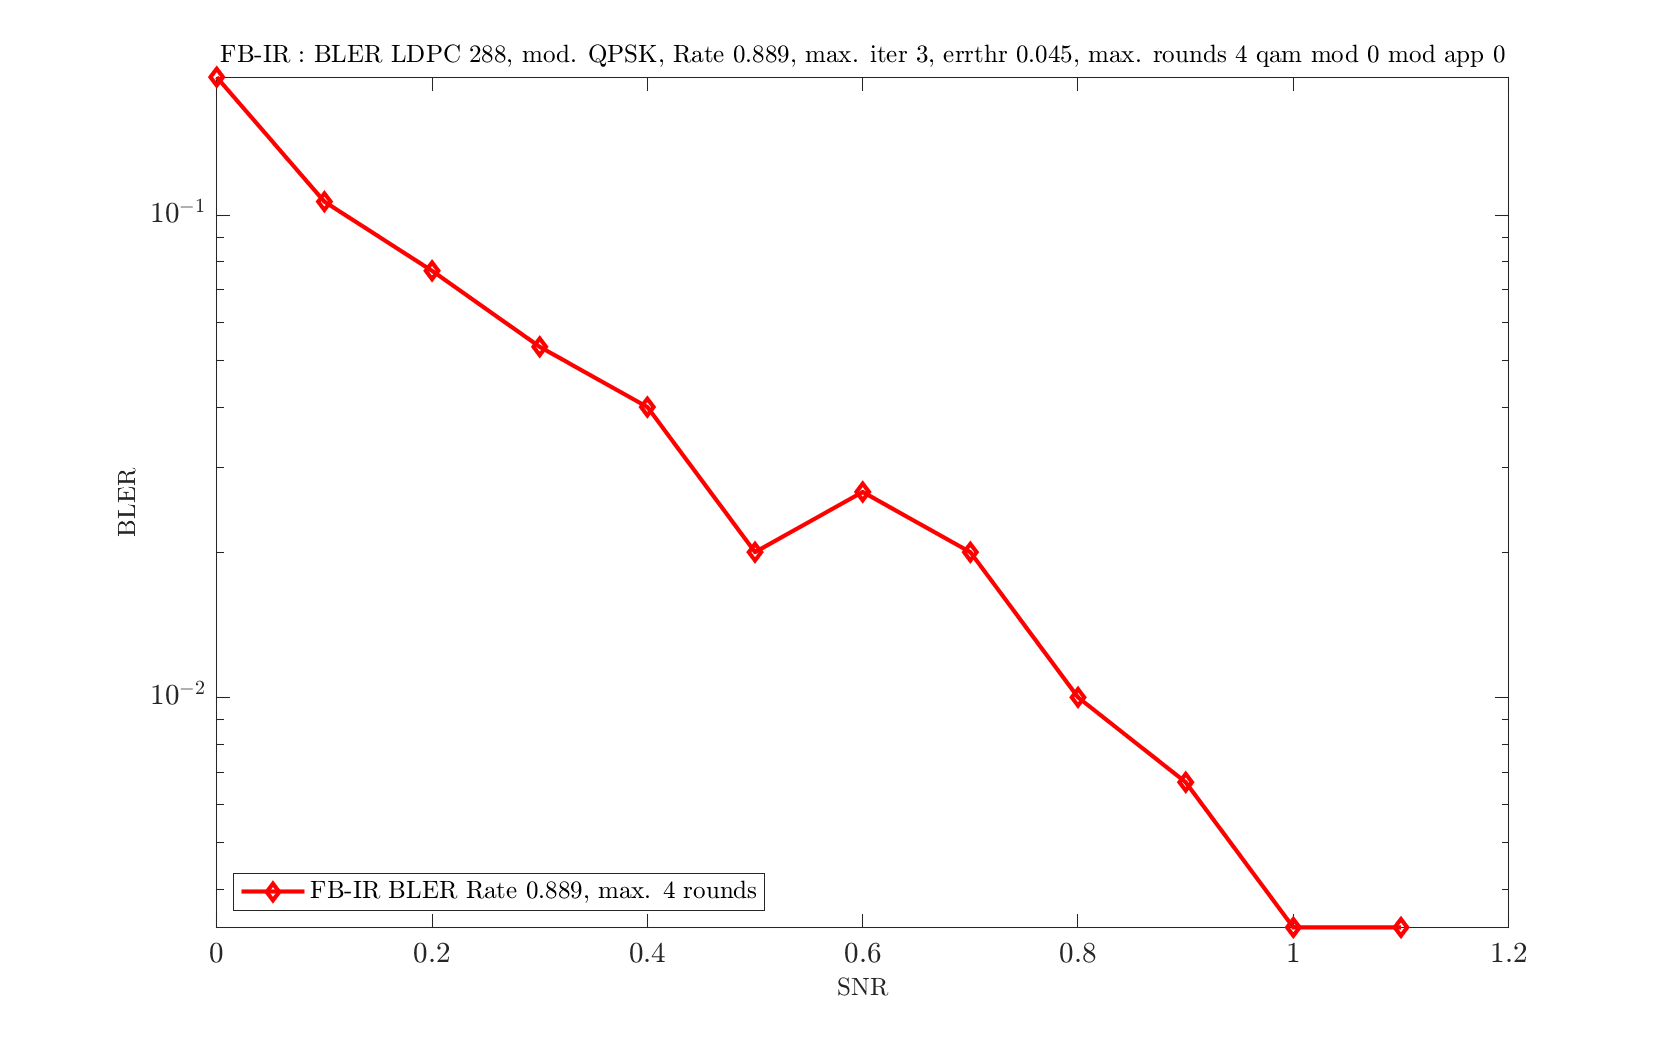 FB-IR : BLER LDPC 288, mod. QPSK, Rate 0.889, max. iter 3, errthr 0.045, max. rounds 4 qam mod 0 mod app 0
10⁻¹
BLER
10⁻²
FB-IR BLER Rate 0.889, max. 4 rounds
0 0.2 0.4 0.6 0.8 1 1.2
SNR